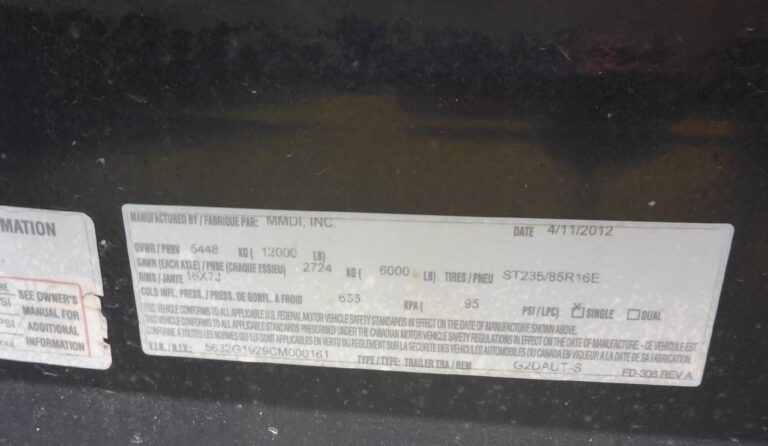 MATION
HE SEE OWNER'S
SI MANUAL FOR
PSI / ADDITIONAL
INFORMATION
MANUFACTURED BY / FABRIQUE PAR: MMDI, INC. DATE 4/11/2012
GVWR / PNBV 5448 KG ( 12000 LB)
GAWR (EACH AXLE) / PNBE (CHAQUE ESSIEU) 2724 KG ( 6000 LB) TIRES / PNEU ST235/85R16E
RIMS / JANTE 16X7J
COLD INFL. PRESS. / PRESS. DE GONFL. A FROID 655 KPA ( 95 PSI / LPC) X SINGLE DUAL
THIS VEHICLE CONFORMS TO ALL APPLICABLE U.S. FEDERAL MOTOR VEHICLE SAFETY STANDARDS IN EFFECT ON THE DATE OF MANUFACTURE SHOWN ABOVE.
THIS VEHICLE CONFORMS TO ALL APPLICABLE STANDARDS PRESCRIBED UNDER THE CANADIAN MOTOR VEHICLE SAFETY REGULATIONS IN EFFECT ON THE DATE OF MANUFACTURE - CE VEHICULE EST
CONFORME A TOUTES LES NORMES QUI LUI SONT APPLICABLES EN VERTU DU REGLEMENT SUR LA SECURITE DES VEHICULES AUTOMOBILES DU CANADA EN VIGUEUR A LA DATE DE SA FABRICATION.
V.I.N. / N.I.V.: TYPE / TYPE: TRAILER TRA / REM G2DAUT-S FD-306 REV A